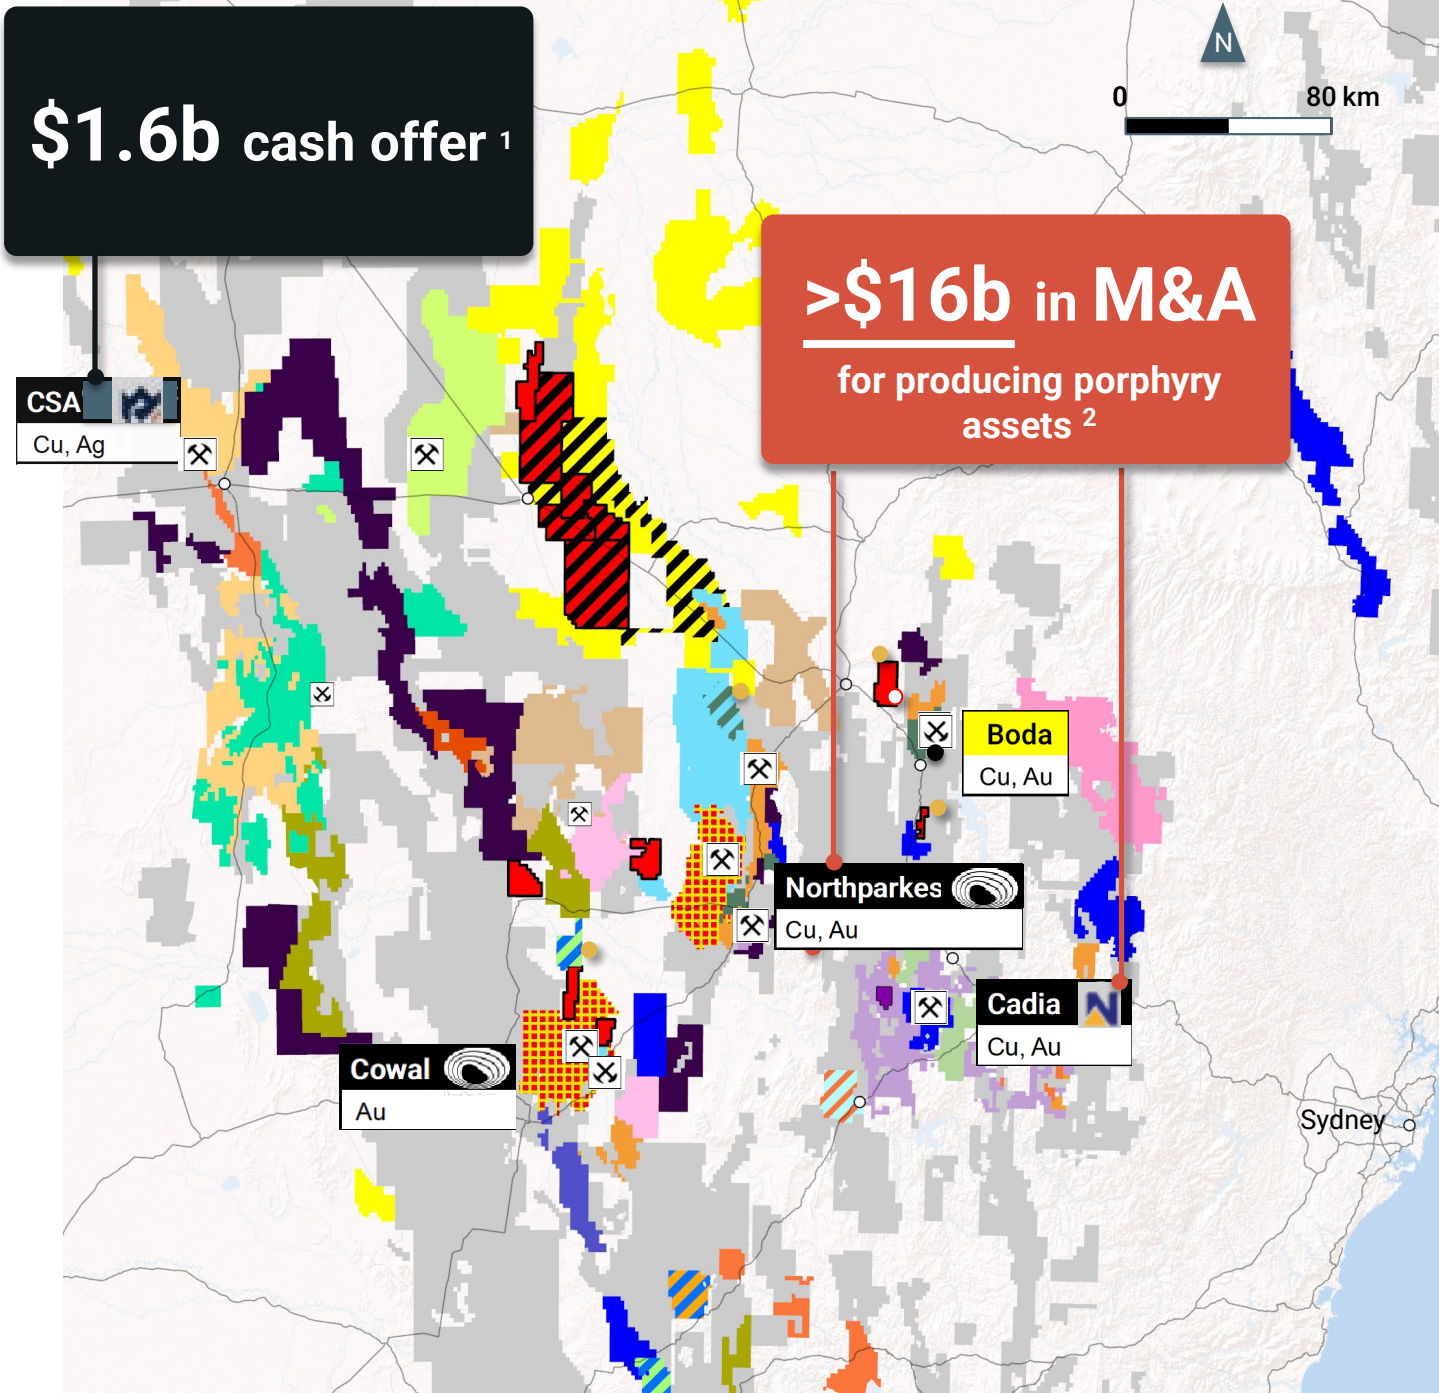 $1.6b cash offer 1
N
0 80 km
>$16b in M&A
for producing porphyry
assets 2
CSA
Cu, Ag
Boda
Cu, Au
Northparkes
Cu, Au
Cadia
Cu, Au
Cowal
Au
Sydney